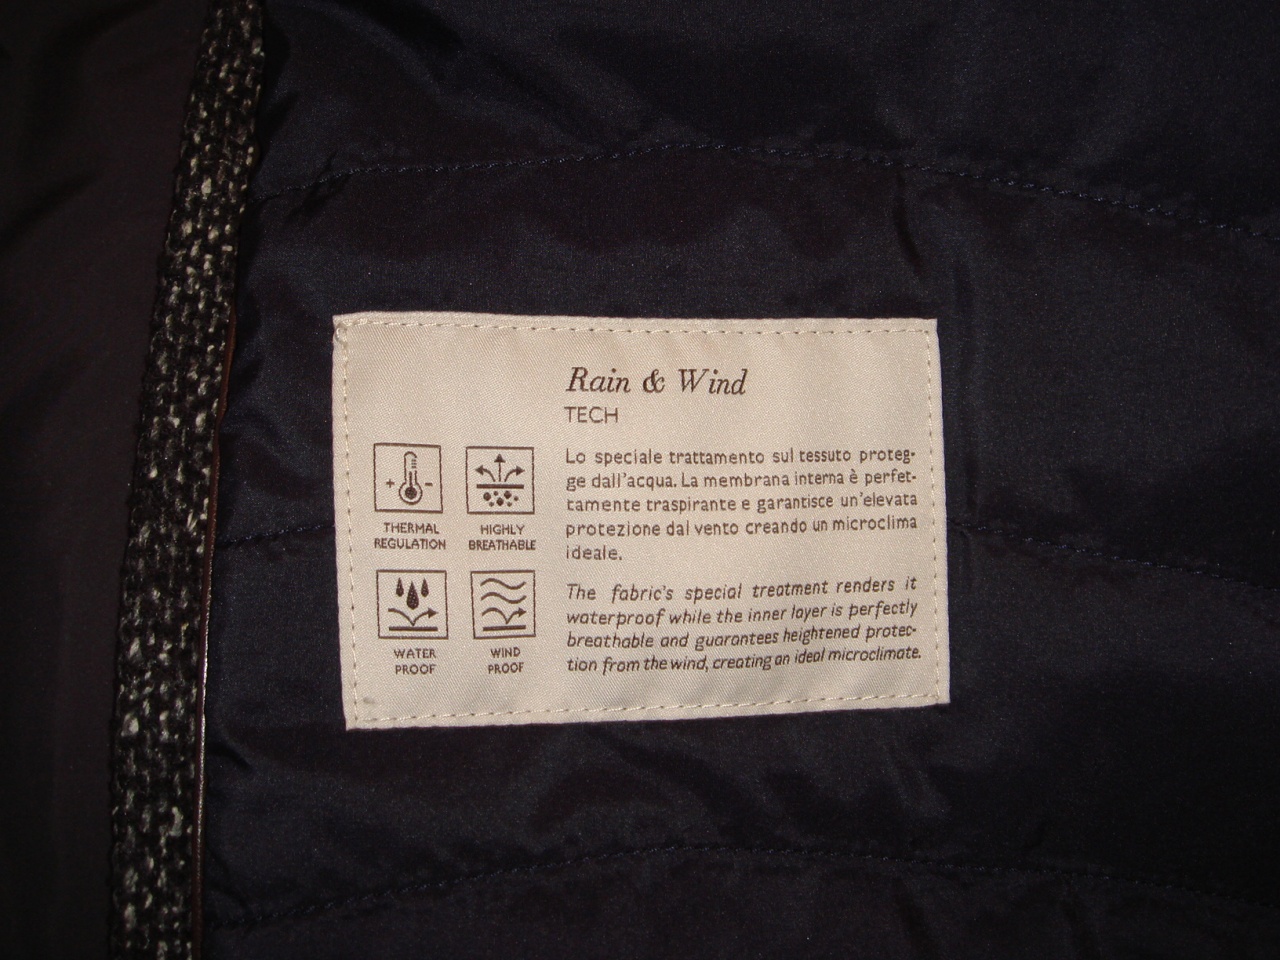 Rain & Wind
TECH
THERMAL
REGULATION
HIGHLY
BREATHABLE
WATER
PROOF
WIND
PROOF
Lo speciale trattamento sul tessuto proteg-
ge dall'acqua. La membrana interna è perfet-
tamente traspirante e garantisce un'elevata
protezione dal vento creando un microclima
ideale.
The fabric's special treatment renders it
waterproof while the inner layer is perfectly
breathable and guarantees heightened protec-
tion from the wind, creating an ideal microclimate.